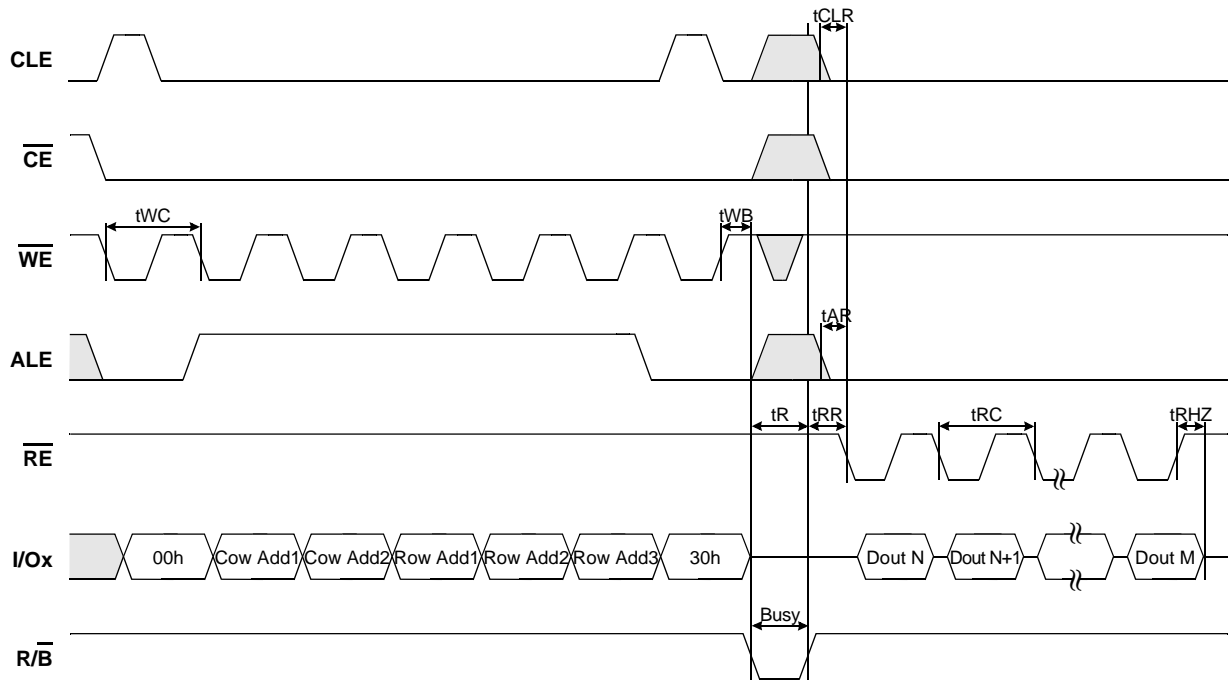 tCLR
CLE
CE
tWC
tWB
WE
tAR
ALE
tR
tRR
tRC
tRHZ
RE
I/Ox
00h
Cow Add1
Cow Add2
Row Add1
Row Add2
Row Add3
30h
Dout N
Dout N+1
Dout M
Busy
R/B